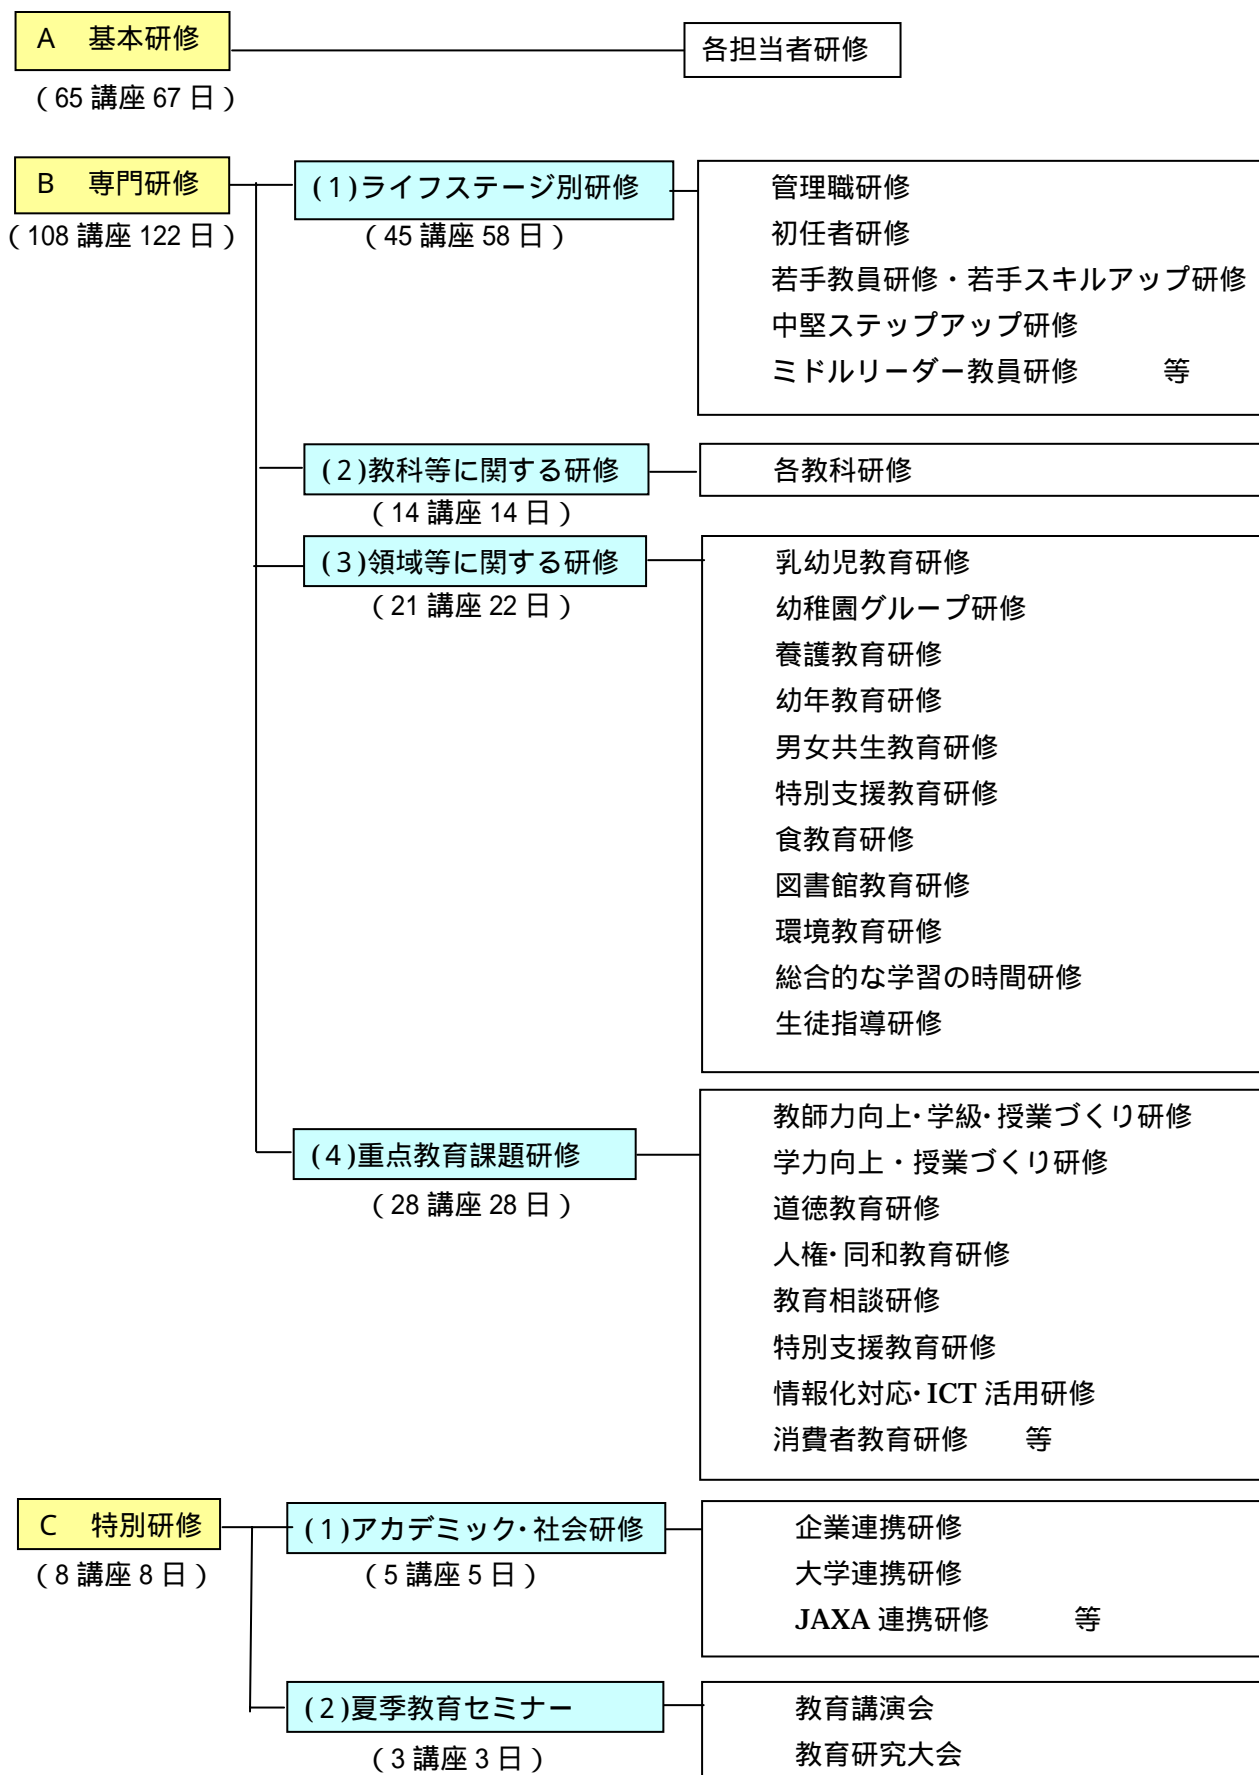 A 基本研修
各担当者研修
(65 講座 67 日)
B 専門研修
(108 講座 122 日)
(1)ライフステージ別研修
(45 講座 58 日)
管理職研修
初任者研修
若手教員研修・若手スキルアップ研修
中堅ステップアップ研修
ミドルリーダー教員研修 等
(2)教科等に関する研修
(14 講座 14 日)
各教科研修
(3)領域等に関する研修
(21 講座 22 日)
乳幼児教育研修
幼稚園グループ研修
養護教育研修
幼年教育研修
男女共生教育研修
特別支援教育研修
食教育研修
図書館教育研修
環境教育研修
総合的な学習の時間研修
生徒指導研修
(4)重点教育課題研修
(28 講座 28 日)
教師力向上・学級・授業づくり研修
学力向上・授業づくり研修
道徳教育研修
人権・同和教育研修
教育相談研修
特別支援教育研修
情報化対応・ICT 活用研修
消費者教育研修 等
C 特別研修
(8 講座 8 日)
(1)アカデミック・社会研修
(5 講座 5 日)
企業連携研修
大学連携研修
JAXA 連携研修 等
(2)夏季教育セミナー
(3 講座 3 日)
教育講演会
教育研究大会